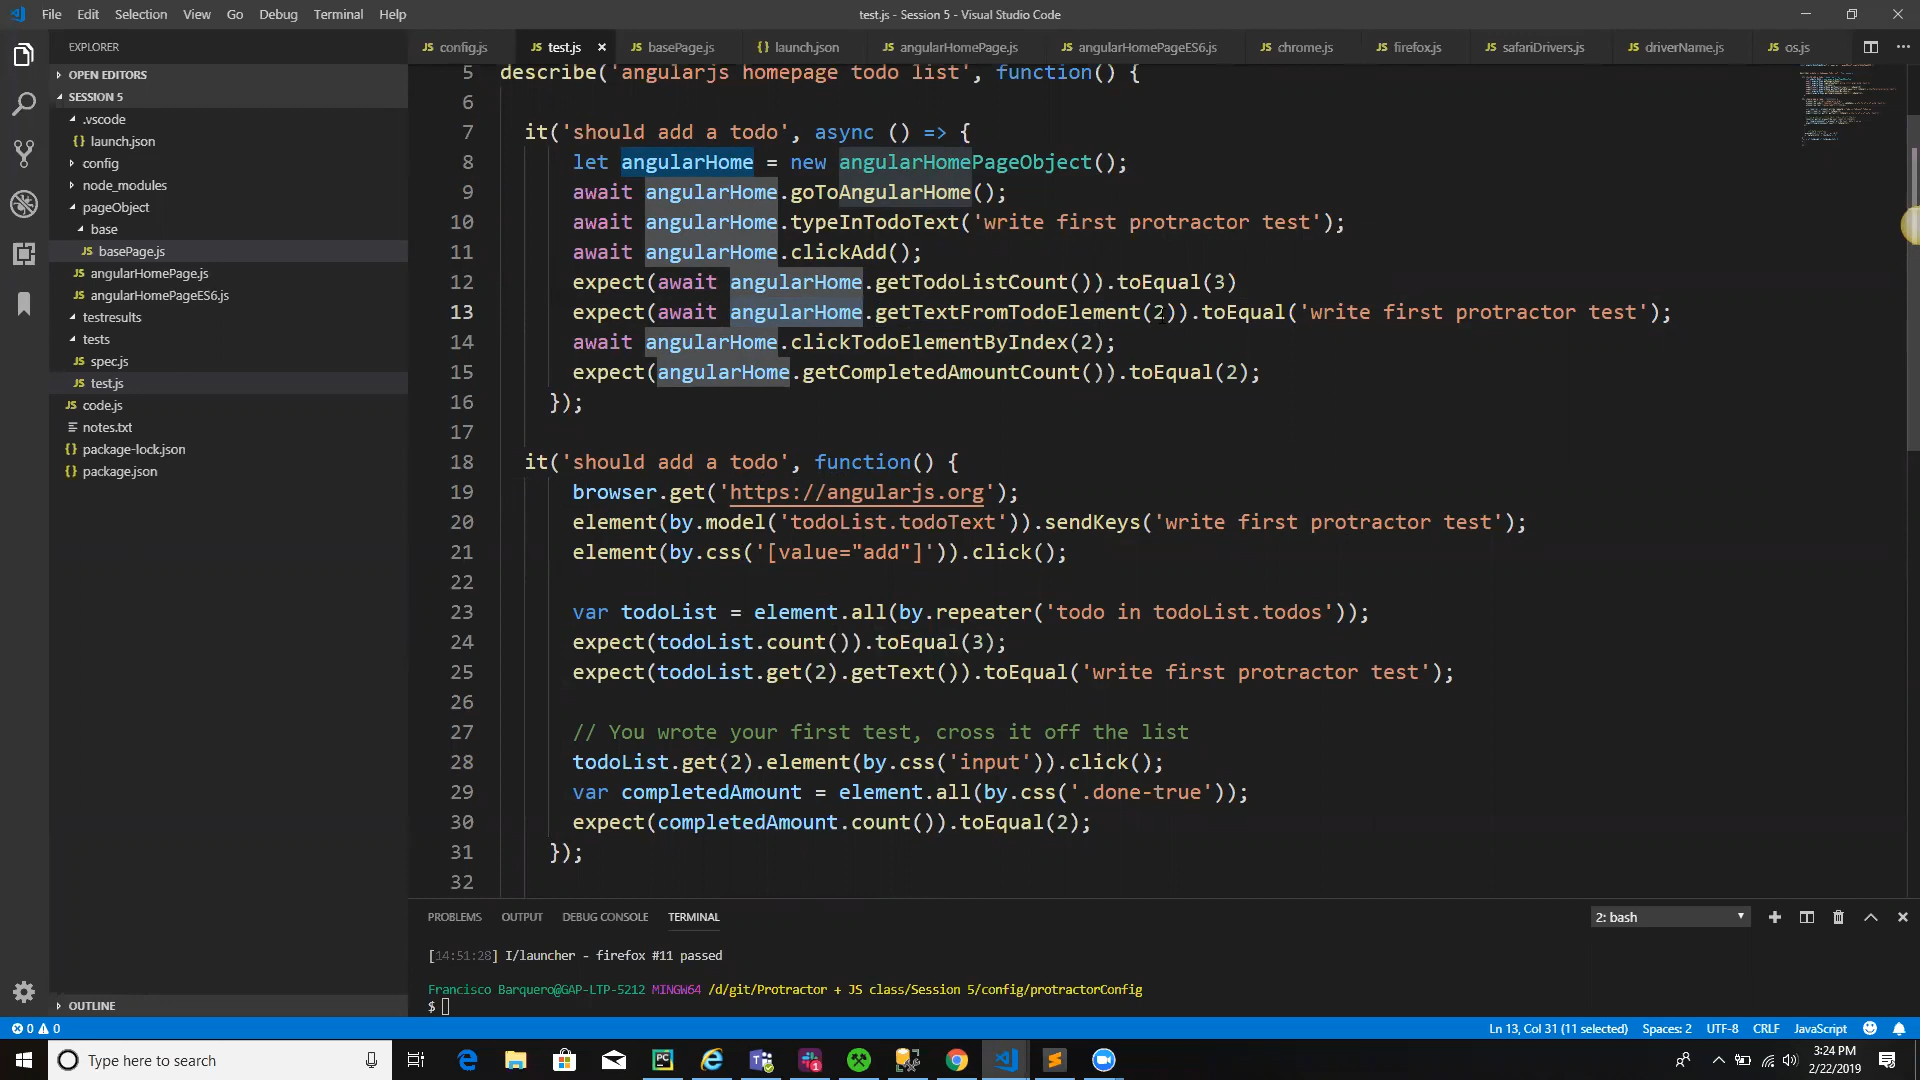 File Edit Selection View Go Debug Terminal Help
test.js - Session 5 - Visual Studio Code
EXPLORER
OPEN EDITORS
SESSION 5
.vscode
launch.json
config
node_modules
pageObject
base
basePage.js
angularHomePage.js
angularHomePageES6.js
testresults
tests
spec.js
test.js
code.js
notes.txt
package-lock.json
package.json
OUTLINE
config.js test.js basePage.js launch.json angularHomePage.js angularHomePageES6.js chrome.js firefox.js safariDrivers.js driverName.js os.js
5 describe('angularjs homepage todo list', function() {
6
7 it('should add a todo', async () => {
8 let angularHome = new angularHomePageObject();
9 await angularHome.goToAngularHome();
10 await angularHome.typeInTodoText('write first protractor test');
11 await angularHome.clickAdd();
12 expect(await angularHome.getTodoListCount()).toEqual(3)
13 expect(await angularHome.getTextFromTodoElement(2)).toEqual('write first protractor test');
14 await angularHome.clickTodoElementByIndex(2);
15 expect(angularHome.getCompletedAmountCount()).toEqual(2);
16 });
17
18 it('should add a todo', function() {
19 browser.get('https://angularjs.org');
20 element(by.model('todoList.todoText')).sendKeys('write first protractor test');
21 element(by.css('[value="add"]')).click();
22
23 var todoList = element.all(by.repeater('todo in todoList.todos'));
24 expect(todoList.count()).toEqual(3);
25 expect(todoList.get(2).getText()).toEqual('write first protractor test');
26
27 // You wrote your first test, cross it off the list
28 todoList.get(2).element(by.css('input')).click();
29 var completedAmount = element.all(by.css('.done-true'));
30 expect(completedAmount.count()).toEqual(2);
31 });
32
PROBLEMS OUTPUT DEBUG CONSOLE TERMINAL
2: bash
[14:51:28] I/launcher - firefox #11 passed
Francisco Barquero@GAP-LTP-5212 MINGW64 /d/git/Protractor + JS class/Session 5/config/protractorConfig
$
0 0
Ln 13, Col 31 (11 selected) Spaces: 2 UTF-8 CRLF JavaScript
Type here to search
3:24 PM
2/22/2019